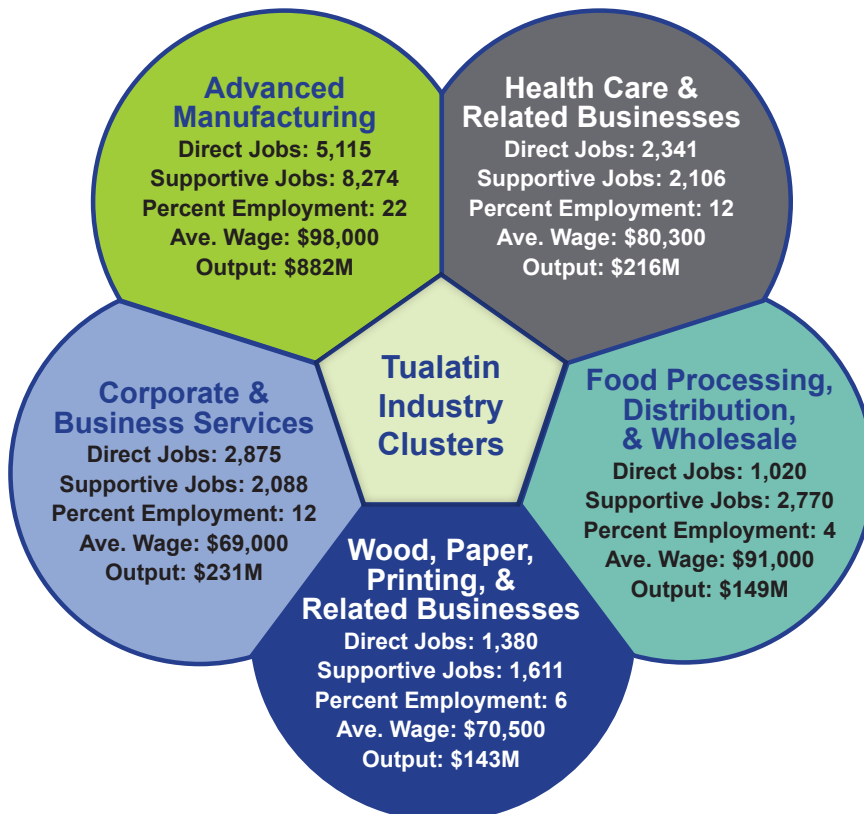 Advanced
Manufacturing
Direct Jobs: 5,115
Supportive Jobs: 8,274
Percent Employment: 22
Ave. Wage: $98,000
Output: $882M
Health Care &
Related Businesses
Direct Jobs: 2,341
Supportive Jobs: 2,106
Percent Employment: 12
Ave. Wage: $80,300
Output: $216M
Tualatin
Industry
Clusters
Corporate &
Business Services
Direct Jobs: 2,875
Supportive Jobs: 2,088
Percent Employment: 12
Ave. Wage: $69,000
Output: $231M
Food Processing,
Distribution,
& Wholesale
Direct Jobs: 1,020
Supportive Jobs: 2,770
Percent Employment: 4
Ave. Wage: $91,000
Output: $149M
Wood, Paper,
Printing, &
Related Businesses
Direct Jobs: 1,380
Supportive Jobs: 1,611
Percent Employment: 6
Ave. Wage: $70,500
Output: $143M